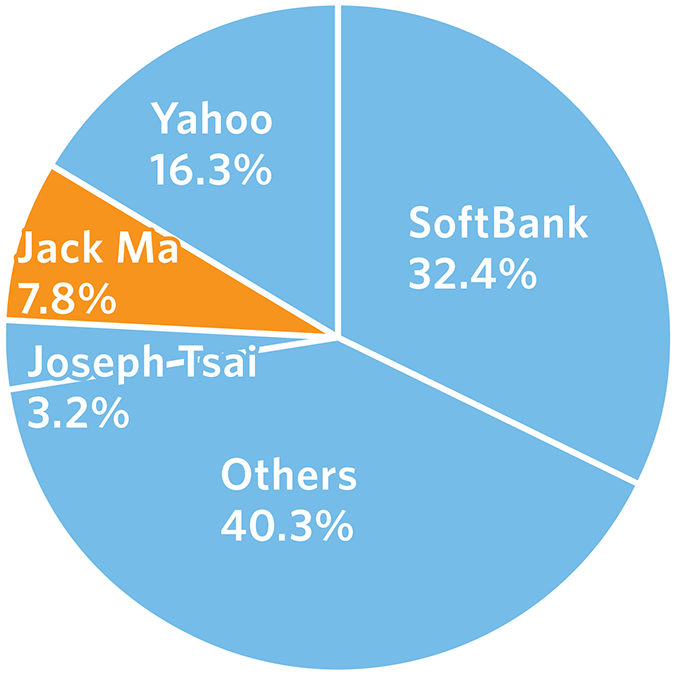 Yahoo
16.3%
SoftBank
32.4%
Jack Ma
7.8%
Joseph Tsai
3.2%
Others
40.3%